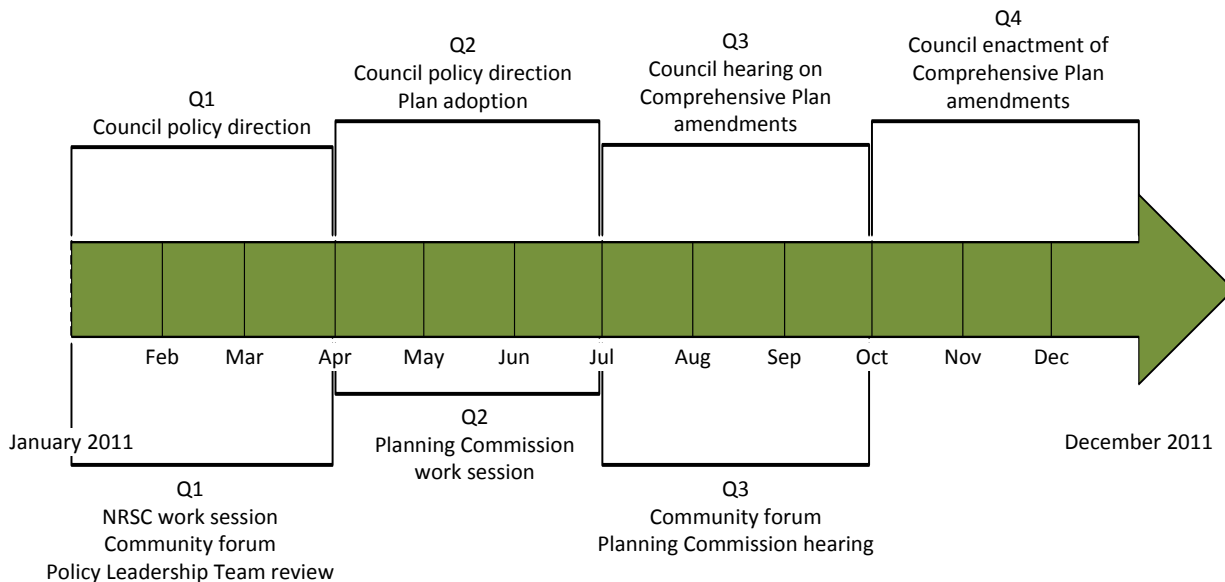 Q1
Council policy direction
Q2
Council policy direction
Plan adoption
Q3
Council hearing on
Comprehensive Plan
amendments
Q4
Council enactment of
Comprehensive Plan
amendments
Feb
Mar
Apr
May
Jun
Jul
Aug
Sep
Oct
Nov
Dec
January 2011
December 2011
Q1
NRSC work session
Community forum
Policy Leadership Team review
Q2
Planning Commission
work session
Q3
Community forum
Planning Commission hearing